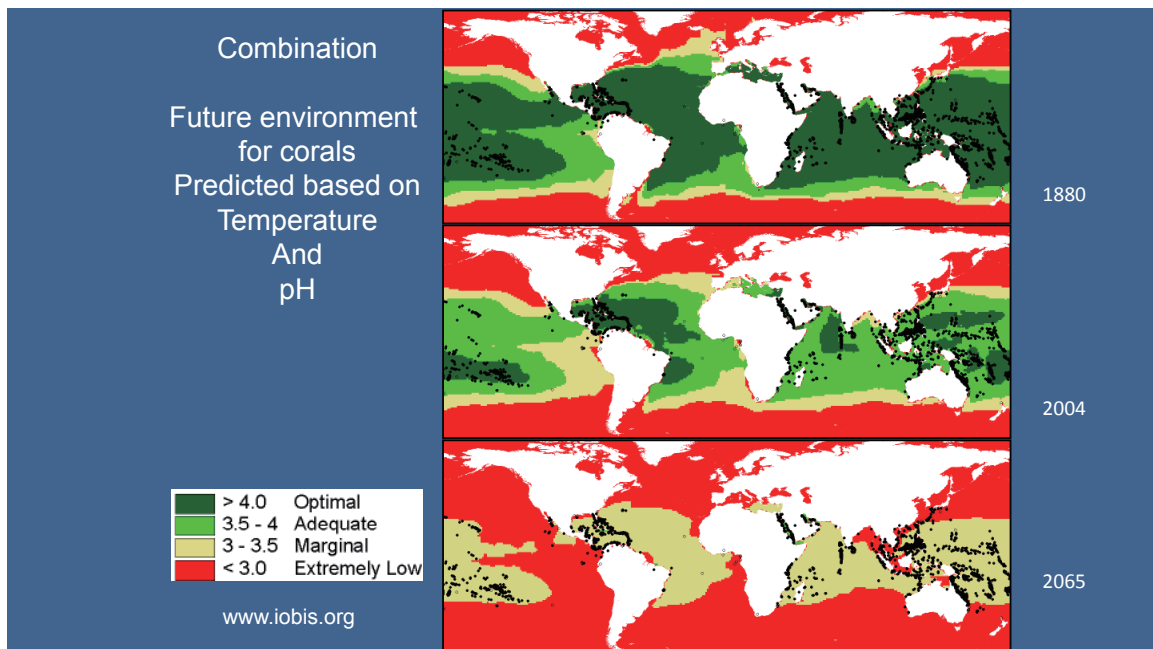 Combination
Future environment
for corals
Predicted based on
Temperature
And
pH
1880
2004
2065
> 4.0 Optimal
3.5 - 4 Adequate
3 - 3.5 Marginal
< 3.0 Extremely Low
www.iobis.org